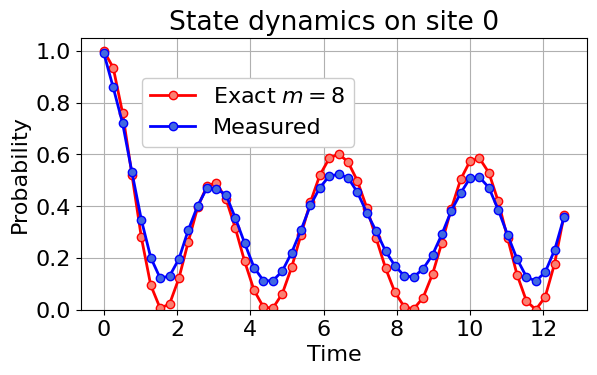 State dynamics on site 0
1.0
0.8
0.6
0.4
0.2
0.0
Probability
Exact m = 8
Measured
0 2 4 6 8 10 12
Time